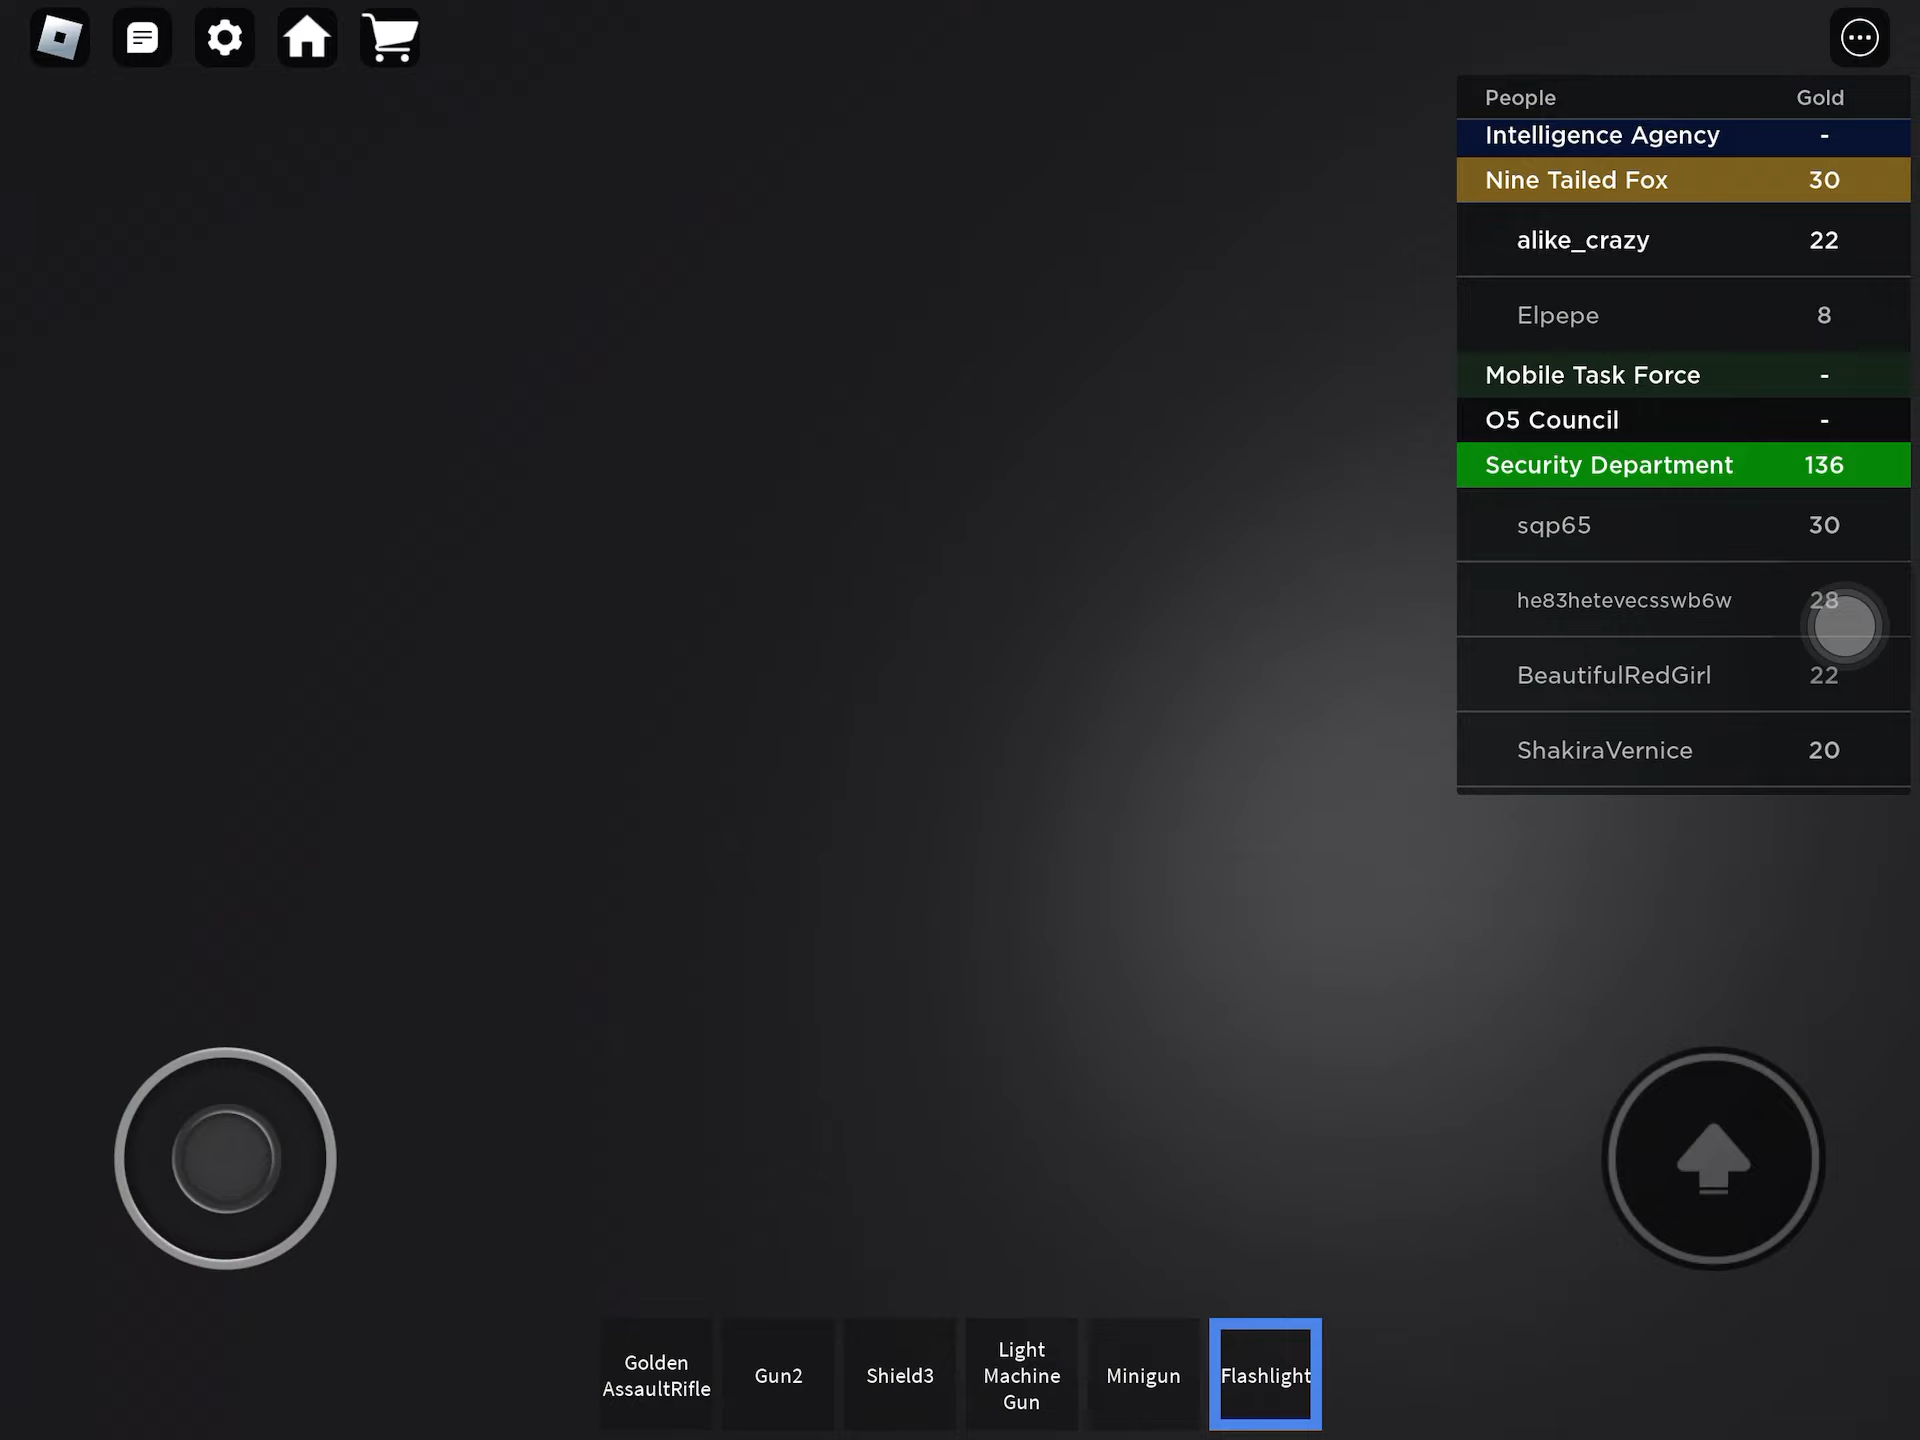 People Gold
Intelligence Agency -
Nine Tailed Fox 30
alike_crazy 22
Elpepe 8
Mobile Task Force -
O5 Council -
Security Department 136
sqp65 30
he83hetevecsswb6w 28
BeautifulRedGirl 22
ShakiraVernice 20
Golden
AssaultRifle
Gun2
Shield3
Light
Machine
Gun
Minigun
Flashlight